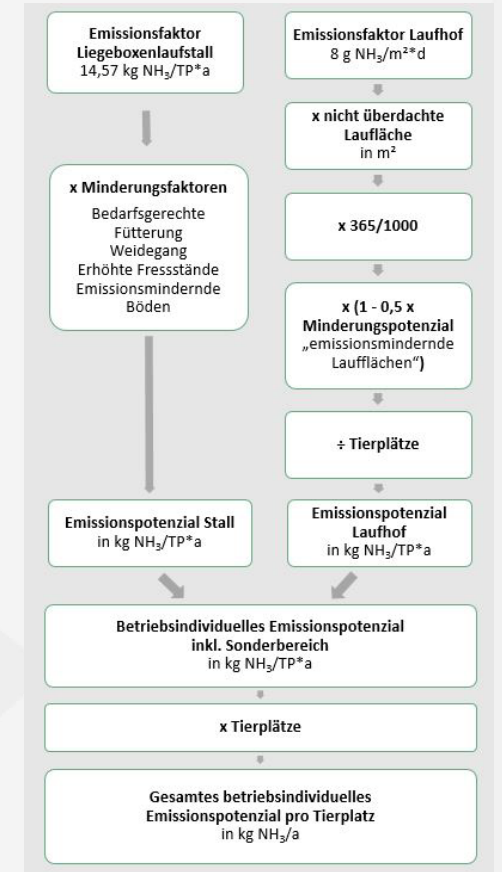 Emissionsfaktor
Liegeboxenlaufstall
14,57 kg NH₃/TP*a
x Minderungsfaktoren
Bedarfsgerechte
Fütterung
Weidegang
Erhöhte Fressstände
Emissionsmindernde
Böden
Emissionspotenzial Stall
in kg NH₃/TP*a
Emissionsfaktor Laufhof
8 g NH₃/m²*d
x nicht überdachte
Lauffläche
in m²
x 365/1000
x (1 - 0,5 x
Minderungspotenzial
„emissionsmindernde
Laufflächen“)
÷ Tierplätze
Emissionspotenzial
Laufhof
in kg NH₃/TP*a
Betriebsindividuelles Emissionspotenzial
inkl. Sonderbereich
in kg NH₃/TP*a
x Tierplätze
Gesamtes betriebsindividuelles
Emissionspotenzial pro Tierplatz
in kg NH₃/a